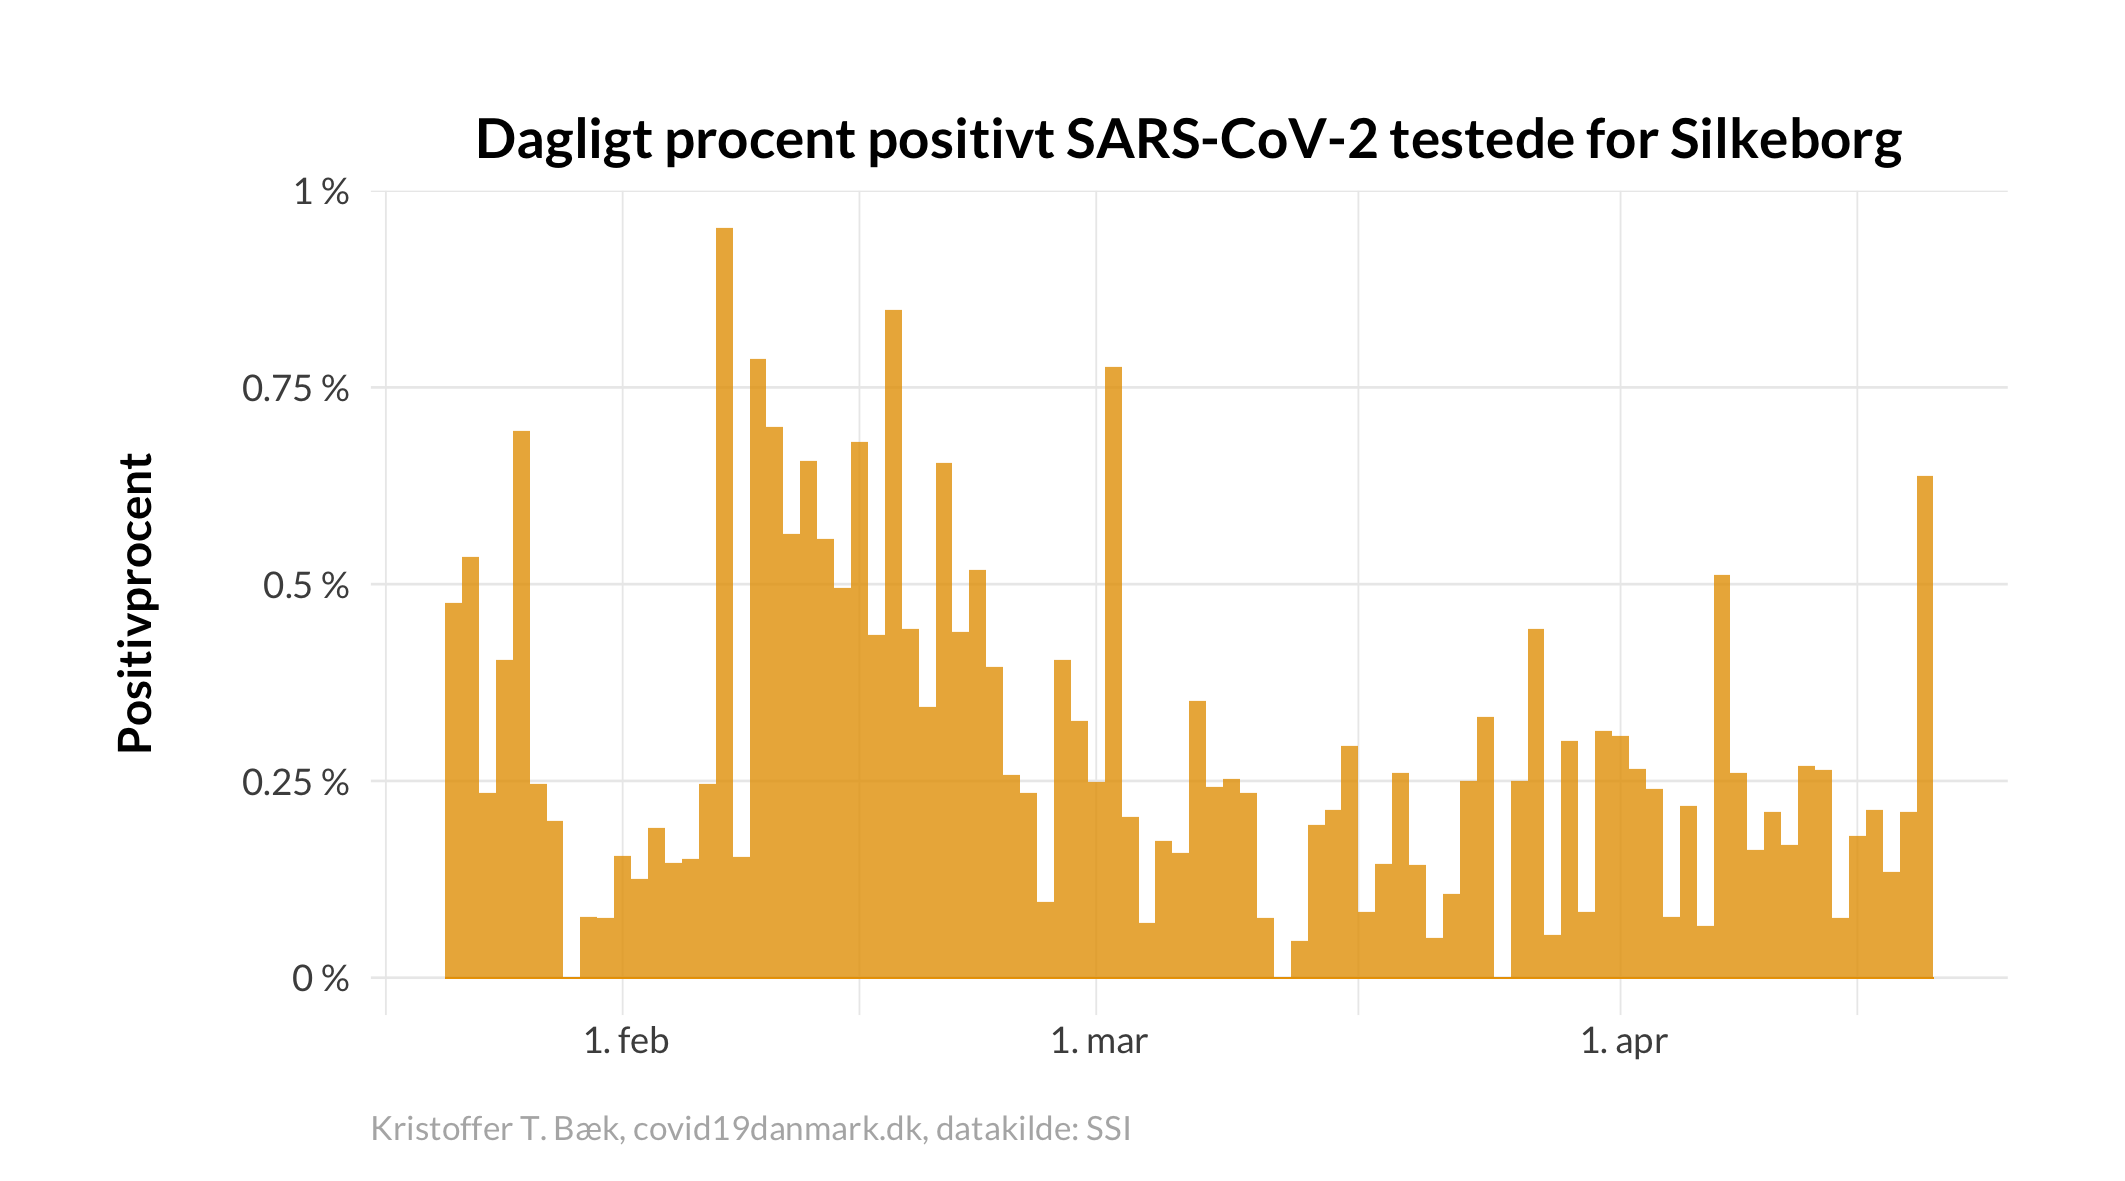 Dagligt procent positivt SARS-CoV-2 testede for Silkeborg
1 %
0.75 %
0.5 %
0.25 %
0 %
Positivprocent
1. feb
1. mar
1. apr
Kristoffer T. Bæk, covid19danmark.dk, datakilde: SSI